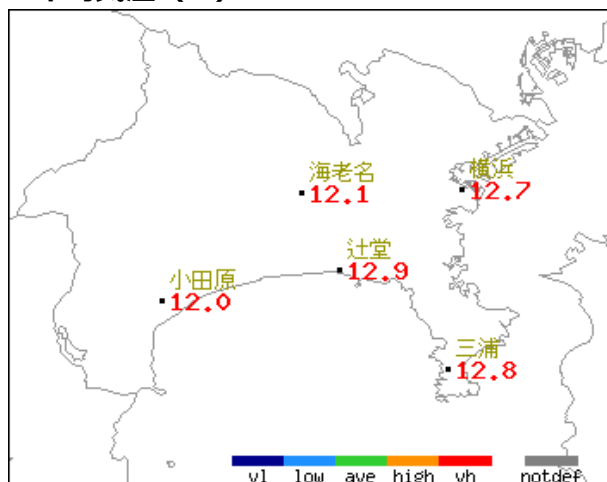 海老名
12.1
横浜
12.7
辻堂
12.9
小田原
12.0
三浦
12.8
vl low ave high vh notdef